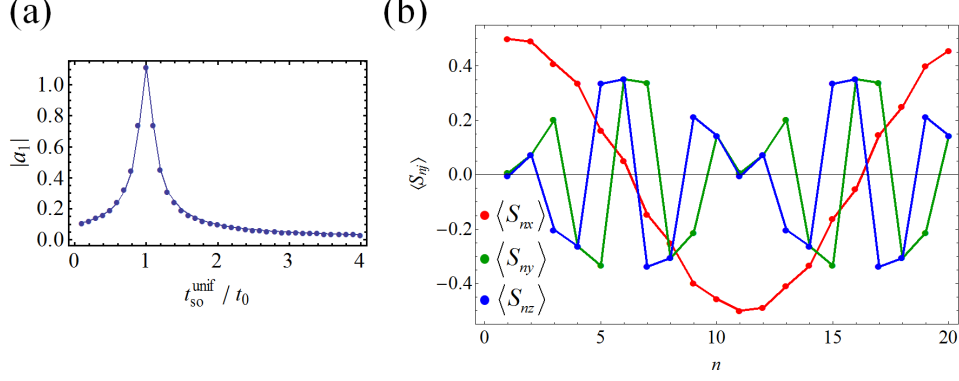 (a)
(b)
|a₁|
1.0
0.8
0.6
0.4
0.2
0.0
0
1
2
3
4
t_so^unif / t₀
⟨S_nj⟩
0.4
0.2
0.0
−0.2
−0.4
⟨S_nx⟩
⟨S_ny⟩
⟨S_nz⟩
0
5
10
15
20
n